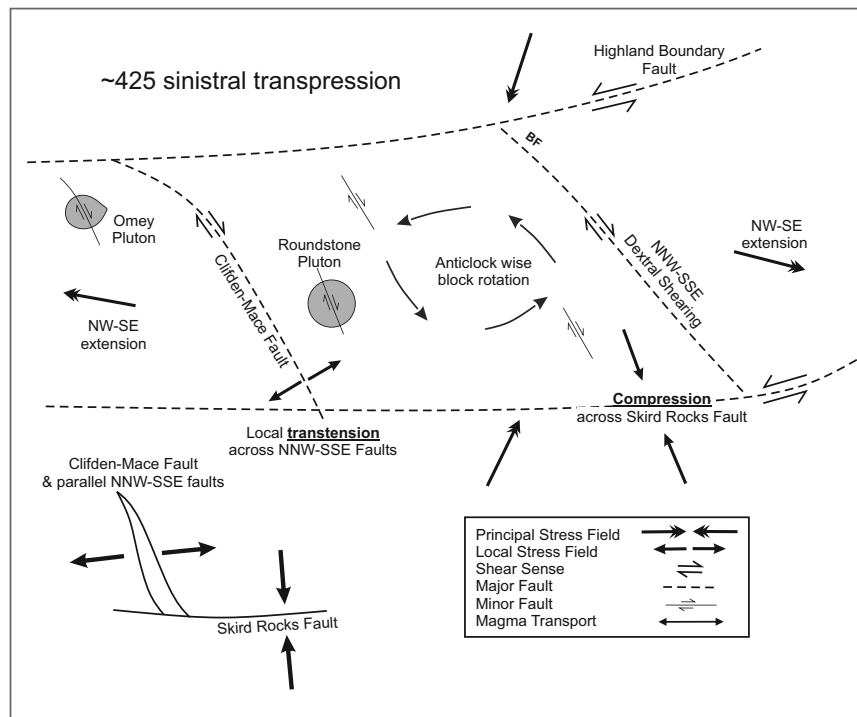 ~425 sinistral transpression
Highland Boundary
Fault
BF
Omey
Pluton
Clifden-Mace Fault
Roundstone
Pluton
Anticlock wise
block rotation
NNW-SSE
Dextral Shearing
NW-SE
extension
NW-SE
extension
Compression
across Skird Rocks Fault
Local transtension
across NNW-SSE Faults
Clifden-Mace Fault
& parallel NNW-SSE faults
Skird Rocks Fault
Principal Stress Field
Local Stress Field
Shear Sense
Major Fault
Minor Fault
Magma Transport